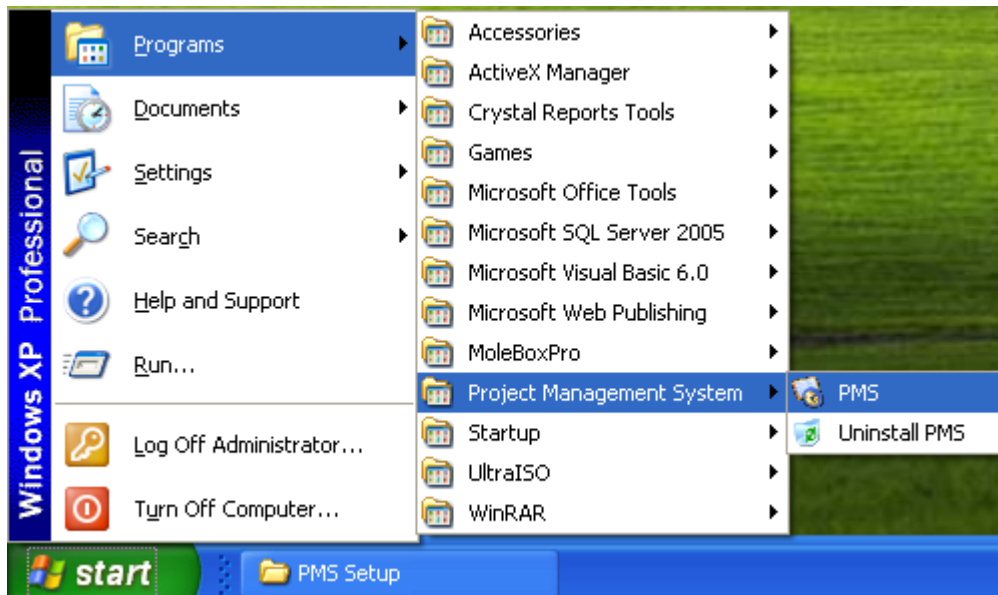 Windows XP Professional
Programs
Documents
Settings
Search
Help and Support
Run...
Log Off Administrator...
Turn Off Computer...
Accessories
ActiveX Manager
Crystal Reports Tools
Games
Microsoft Office Tools
Microsoft SQL Server 2005
Microsoft Visual Basic 6.0
Microsoft Web Publishing
MoleBoxPro
Project Management System
Startup
UltraISO
WinRAR
PMS
Uninstall PMS
start
PMS Setup